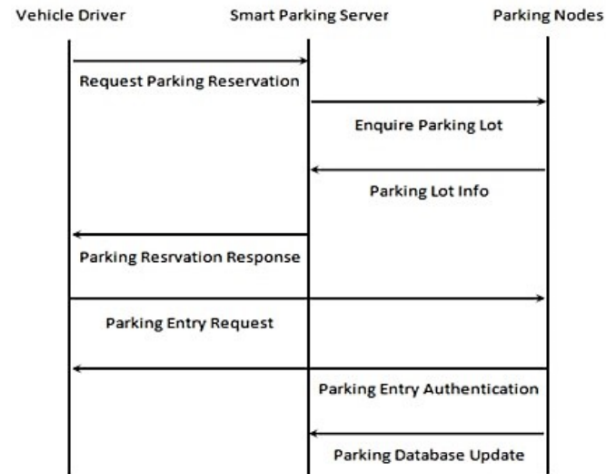 Vehicle Driver
Smart Parking Server
Parking Nodes
Request Parking Reservation
Enquire Parking Lot
Parking Lot Info
Parking Resrvation Response
Parking Entry Request
Parking Entry Authentication
Parking Database Update